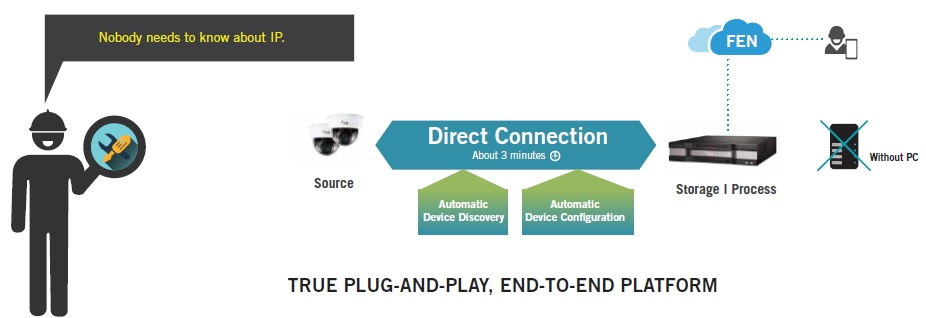 Nobody needs to know about IP.
FEN
Direct Connection
About 3 minutes
Without PC
Source
Storage I Process
Automatic
Device Discovery
Automatic
Device Configuration
TRUE PLUG-AND-PLAY, END-TO-END PLATFORM